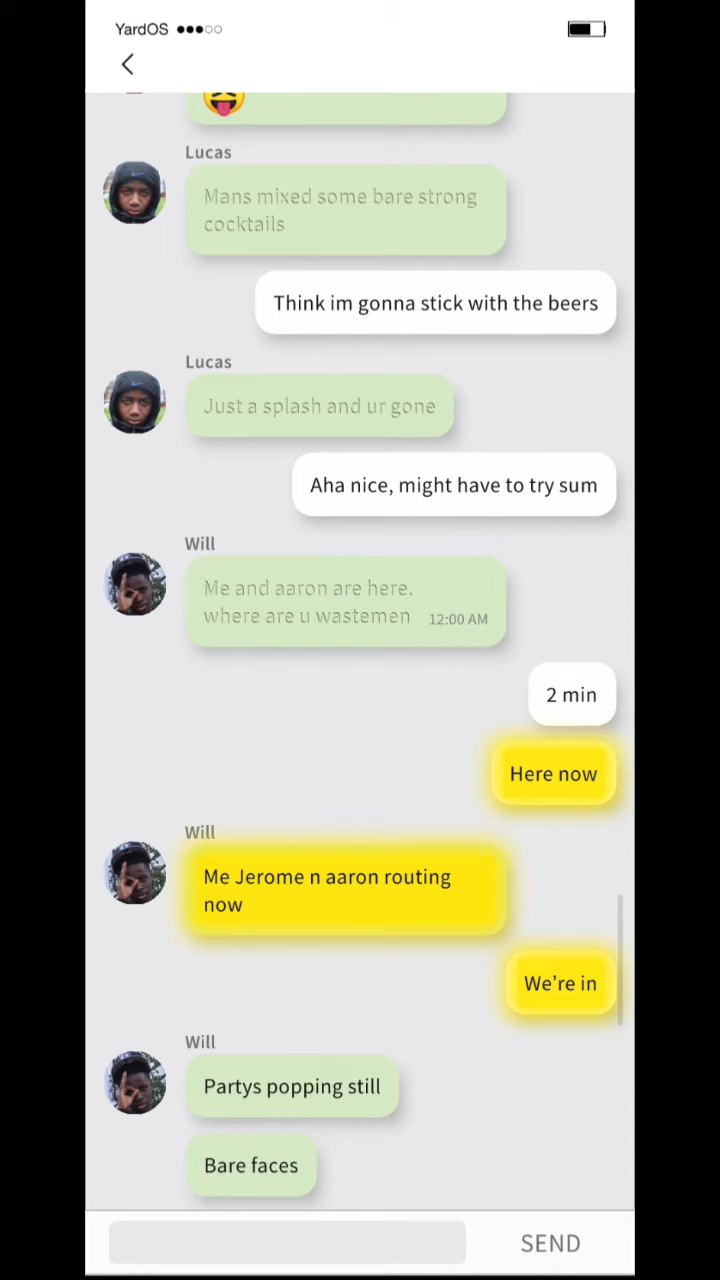 YardOS
Lucas
Mans mixed some bare strong
cocktails
Think im gonna stick with the beers
Lucas
Just a splash and ur gone
Aha nice, might have to try sum
Will
Me and aaron are here.
where are u wastemen 12:00 AM
2 min
Here now
Will
Me Jerome n aaron routing
now
We're in
Will
Partys popping still
Bare faces
SEND